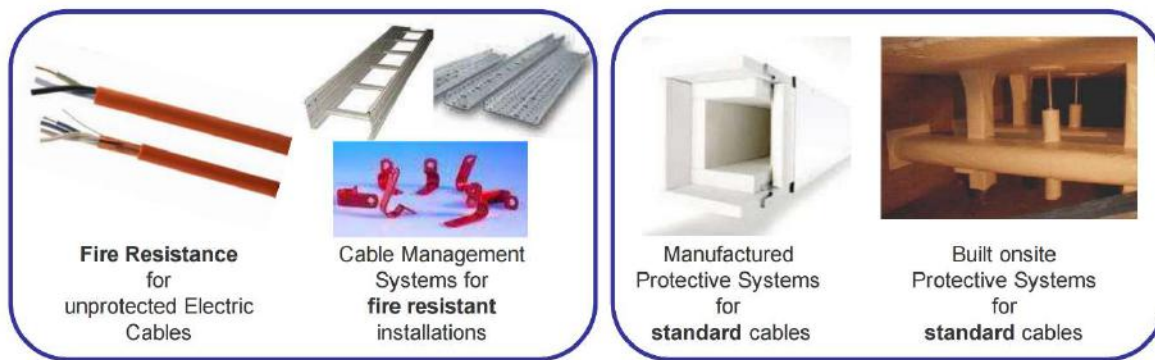 Fire Resistance
for
unprotected Electric
Cables
Cable Management
Systems for
fire resistant
installations
Manufactured
Protective Systems
for
standard cables
Built onsite
Protective Systems
for
standard cables